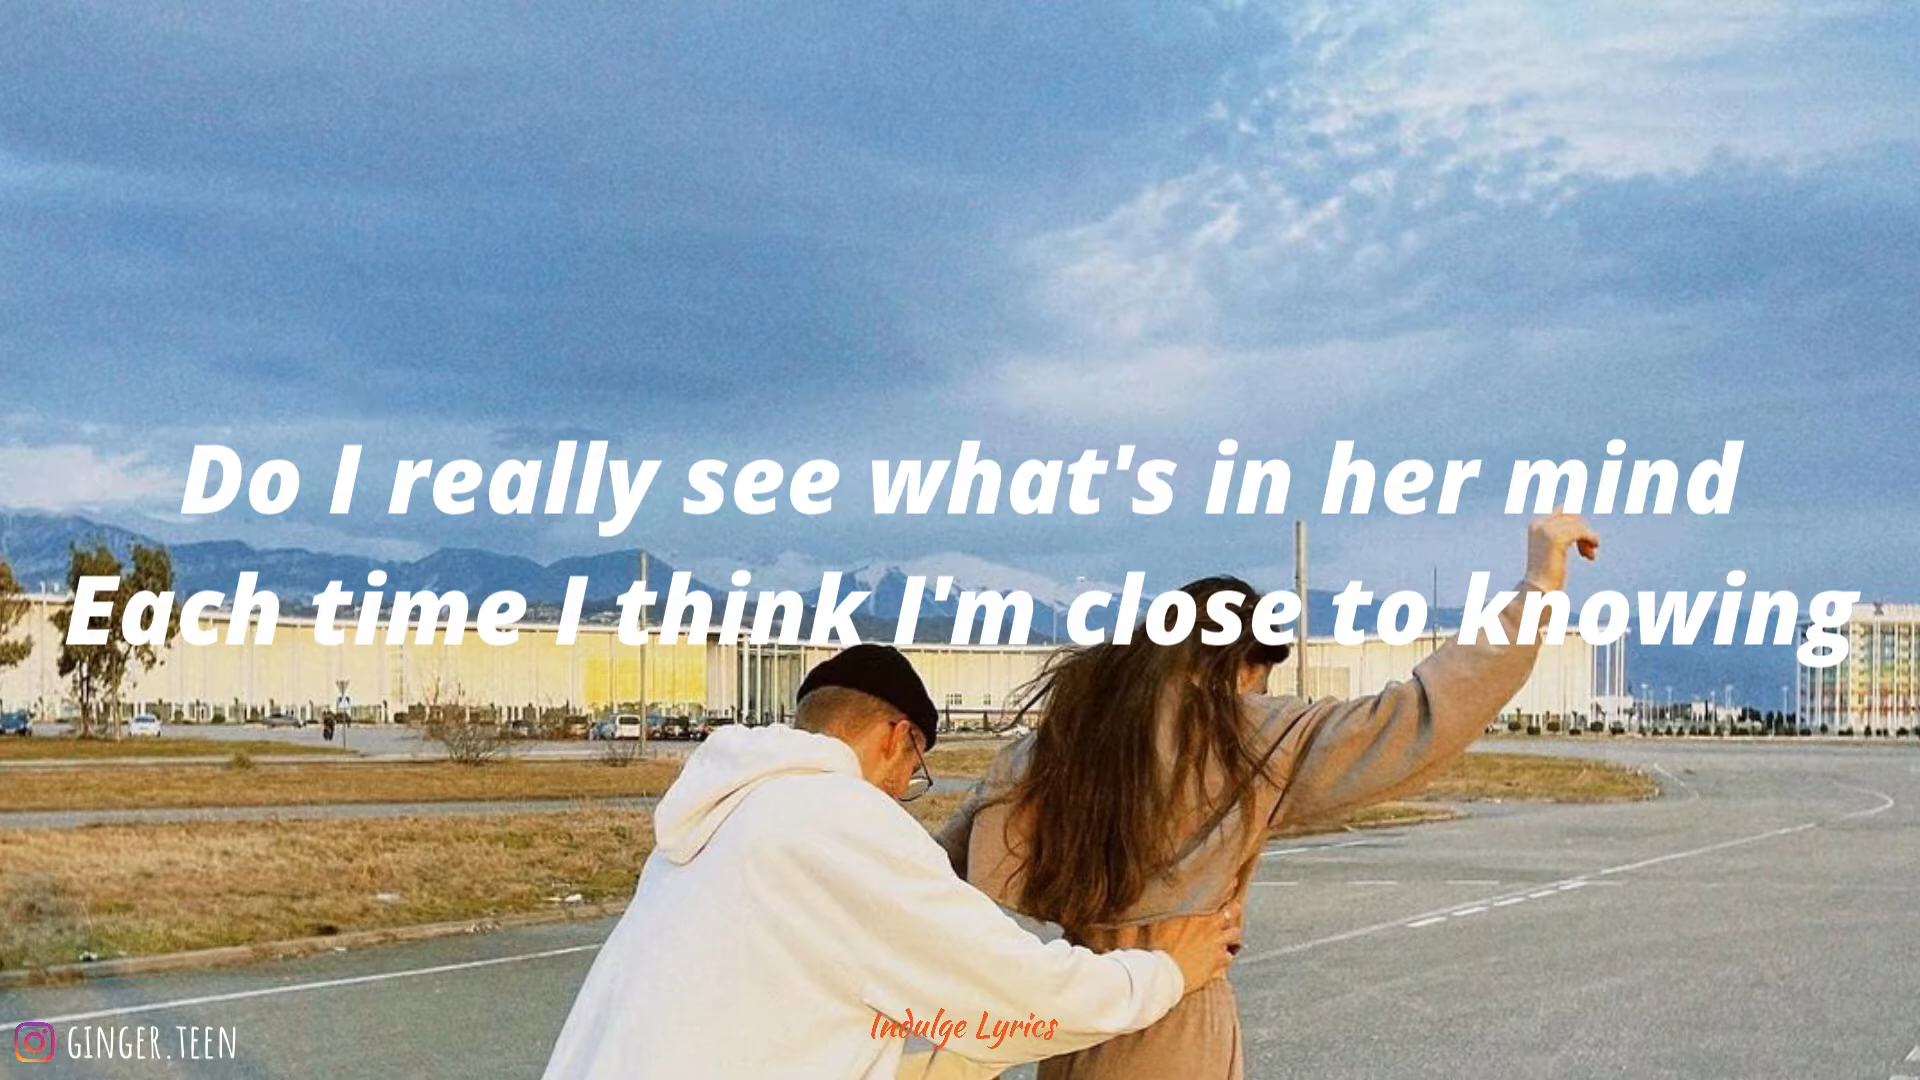 Do I really see what's in her mind
Each time I think I'm close to knowing
Indulge Lyrics
GINGER.TEEN